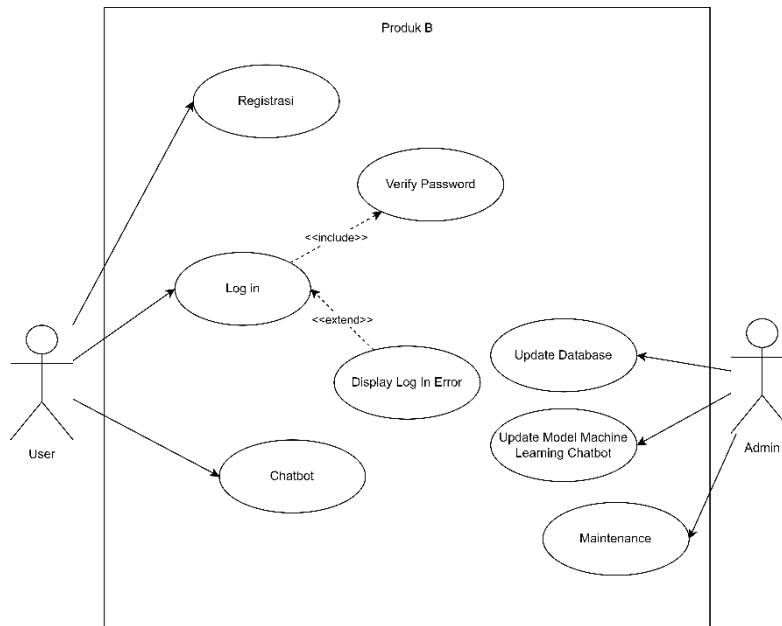 Produk B
Registrasi
Verify Password
<<include>>
Log in
<<extend>>
Update Database
Display Log In Error
Update Model Machine
Learning Chatbot
User
Admin
Chatbot
Maintenance